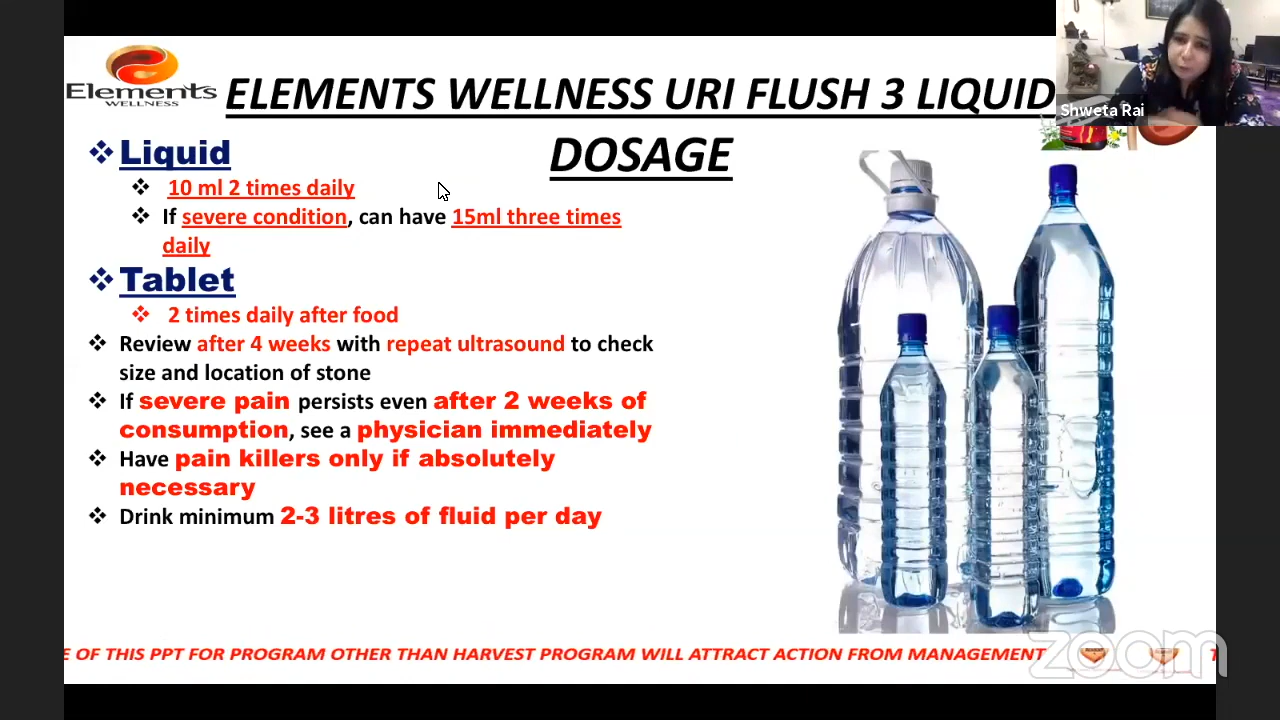 Elements
WELLNESS
ELEMENTS WELLNESS URI FLUSH 3 LIQUID
DOSAGE
Shweta Rai
Liquid
10 ml 2 times daily
If severe condition, can have 15ml three times
daily
Tablet
2 times daily after food
Review after 4 weeks with repeat ultrasound to check
size and location of stone
If severe pain persists even after 2 weeks of
consumption, see a physician immediately
Have pain killers only if absolutely
necessary
Drink minimum 2-3 litres of fluid per day
E OF THIS PPT FOR PROGRAM OTHER THAN HARVEST PROGRAM WILL ATTRACT ACTION FROM MANAGEMENT
zoom